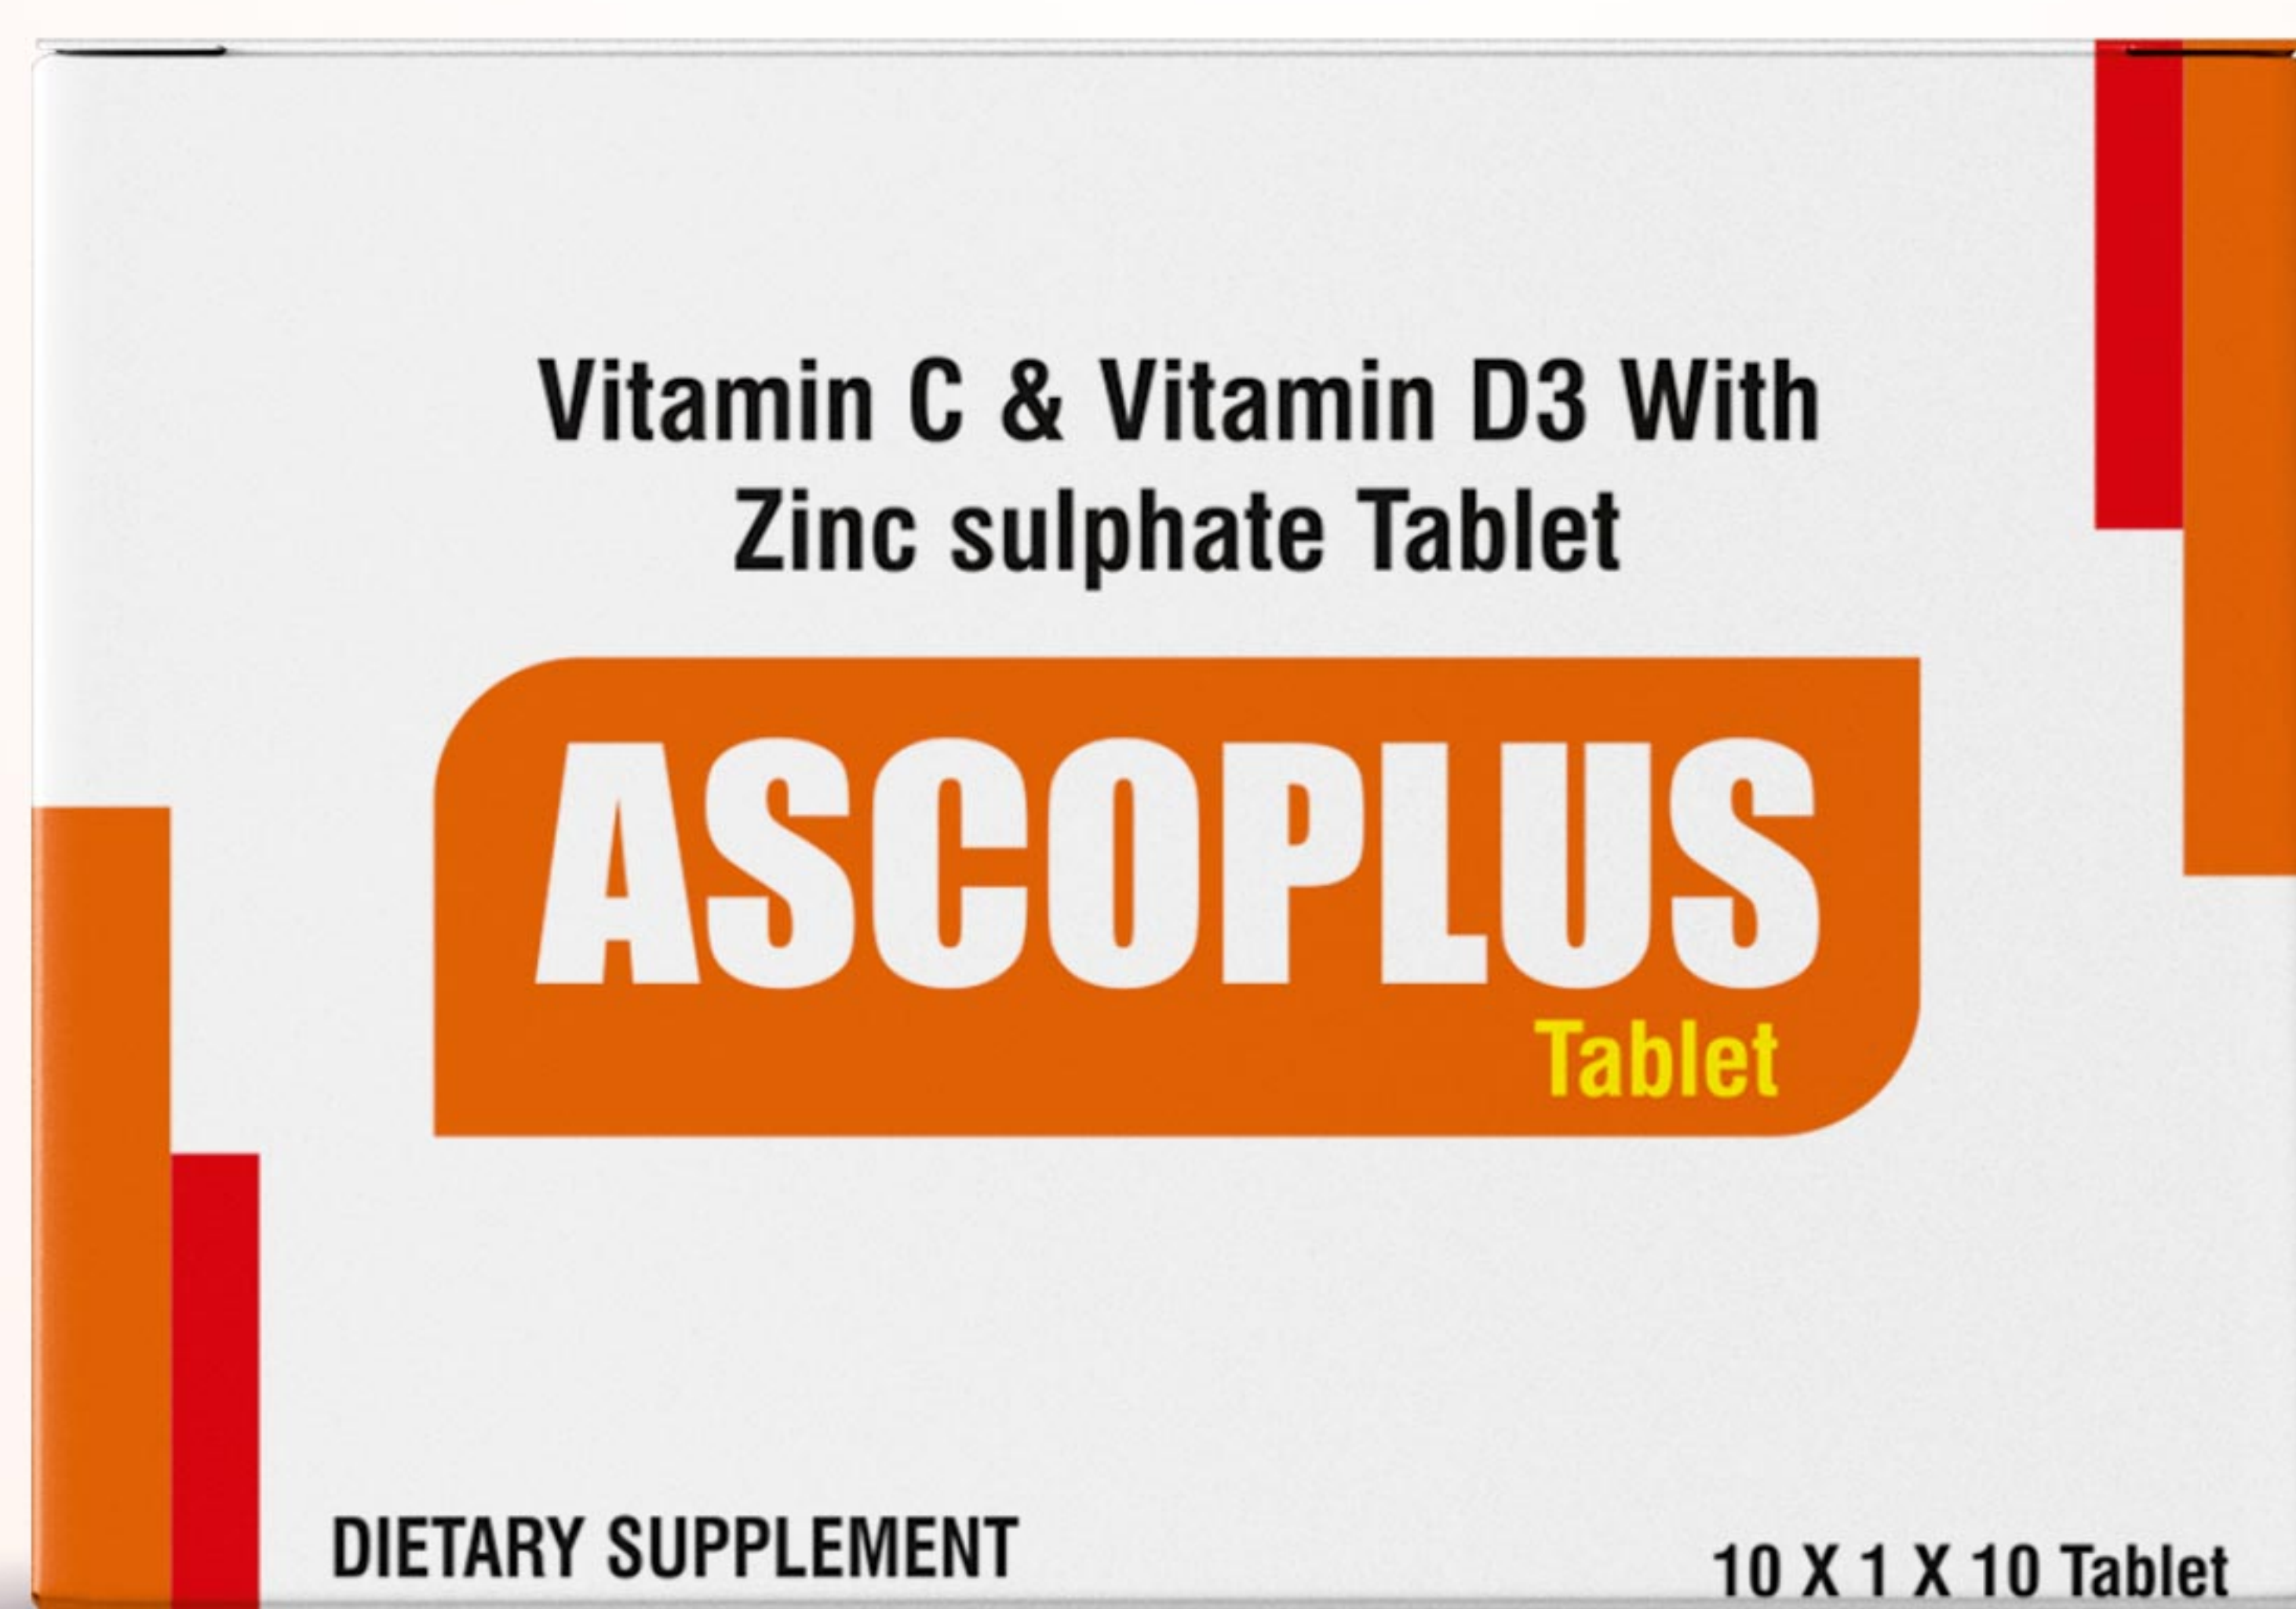 Vitamin C & Vitamin D3 With
Zinc sulphate Tablet
ASCOPLUS
Tablet
DIETARY SUPPLEMENT
10 X 1 X 10 Tablet